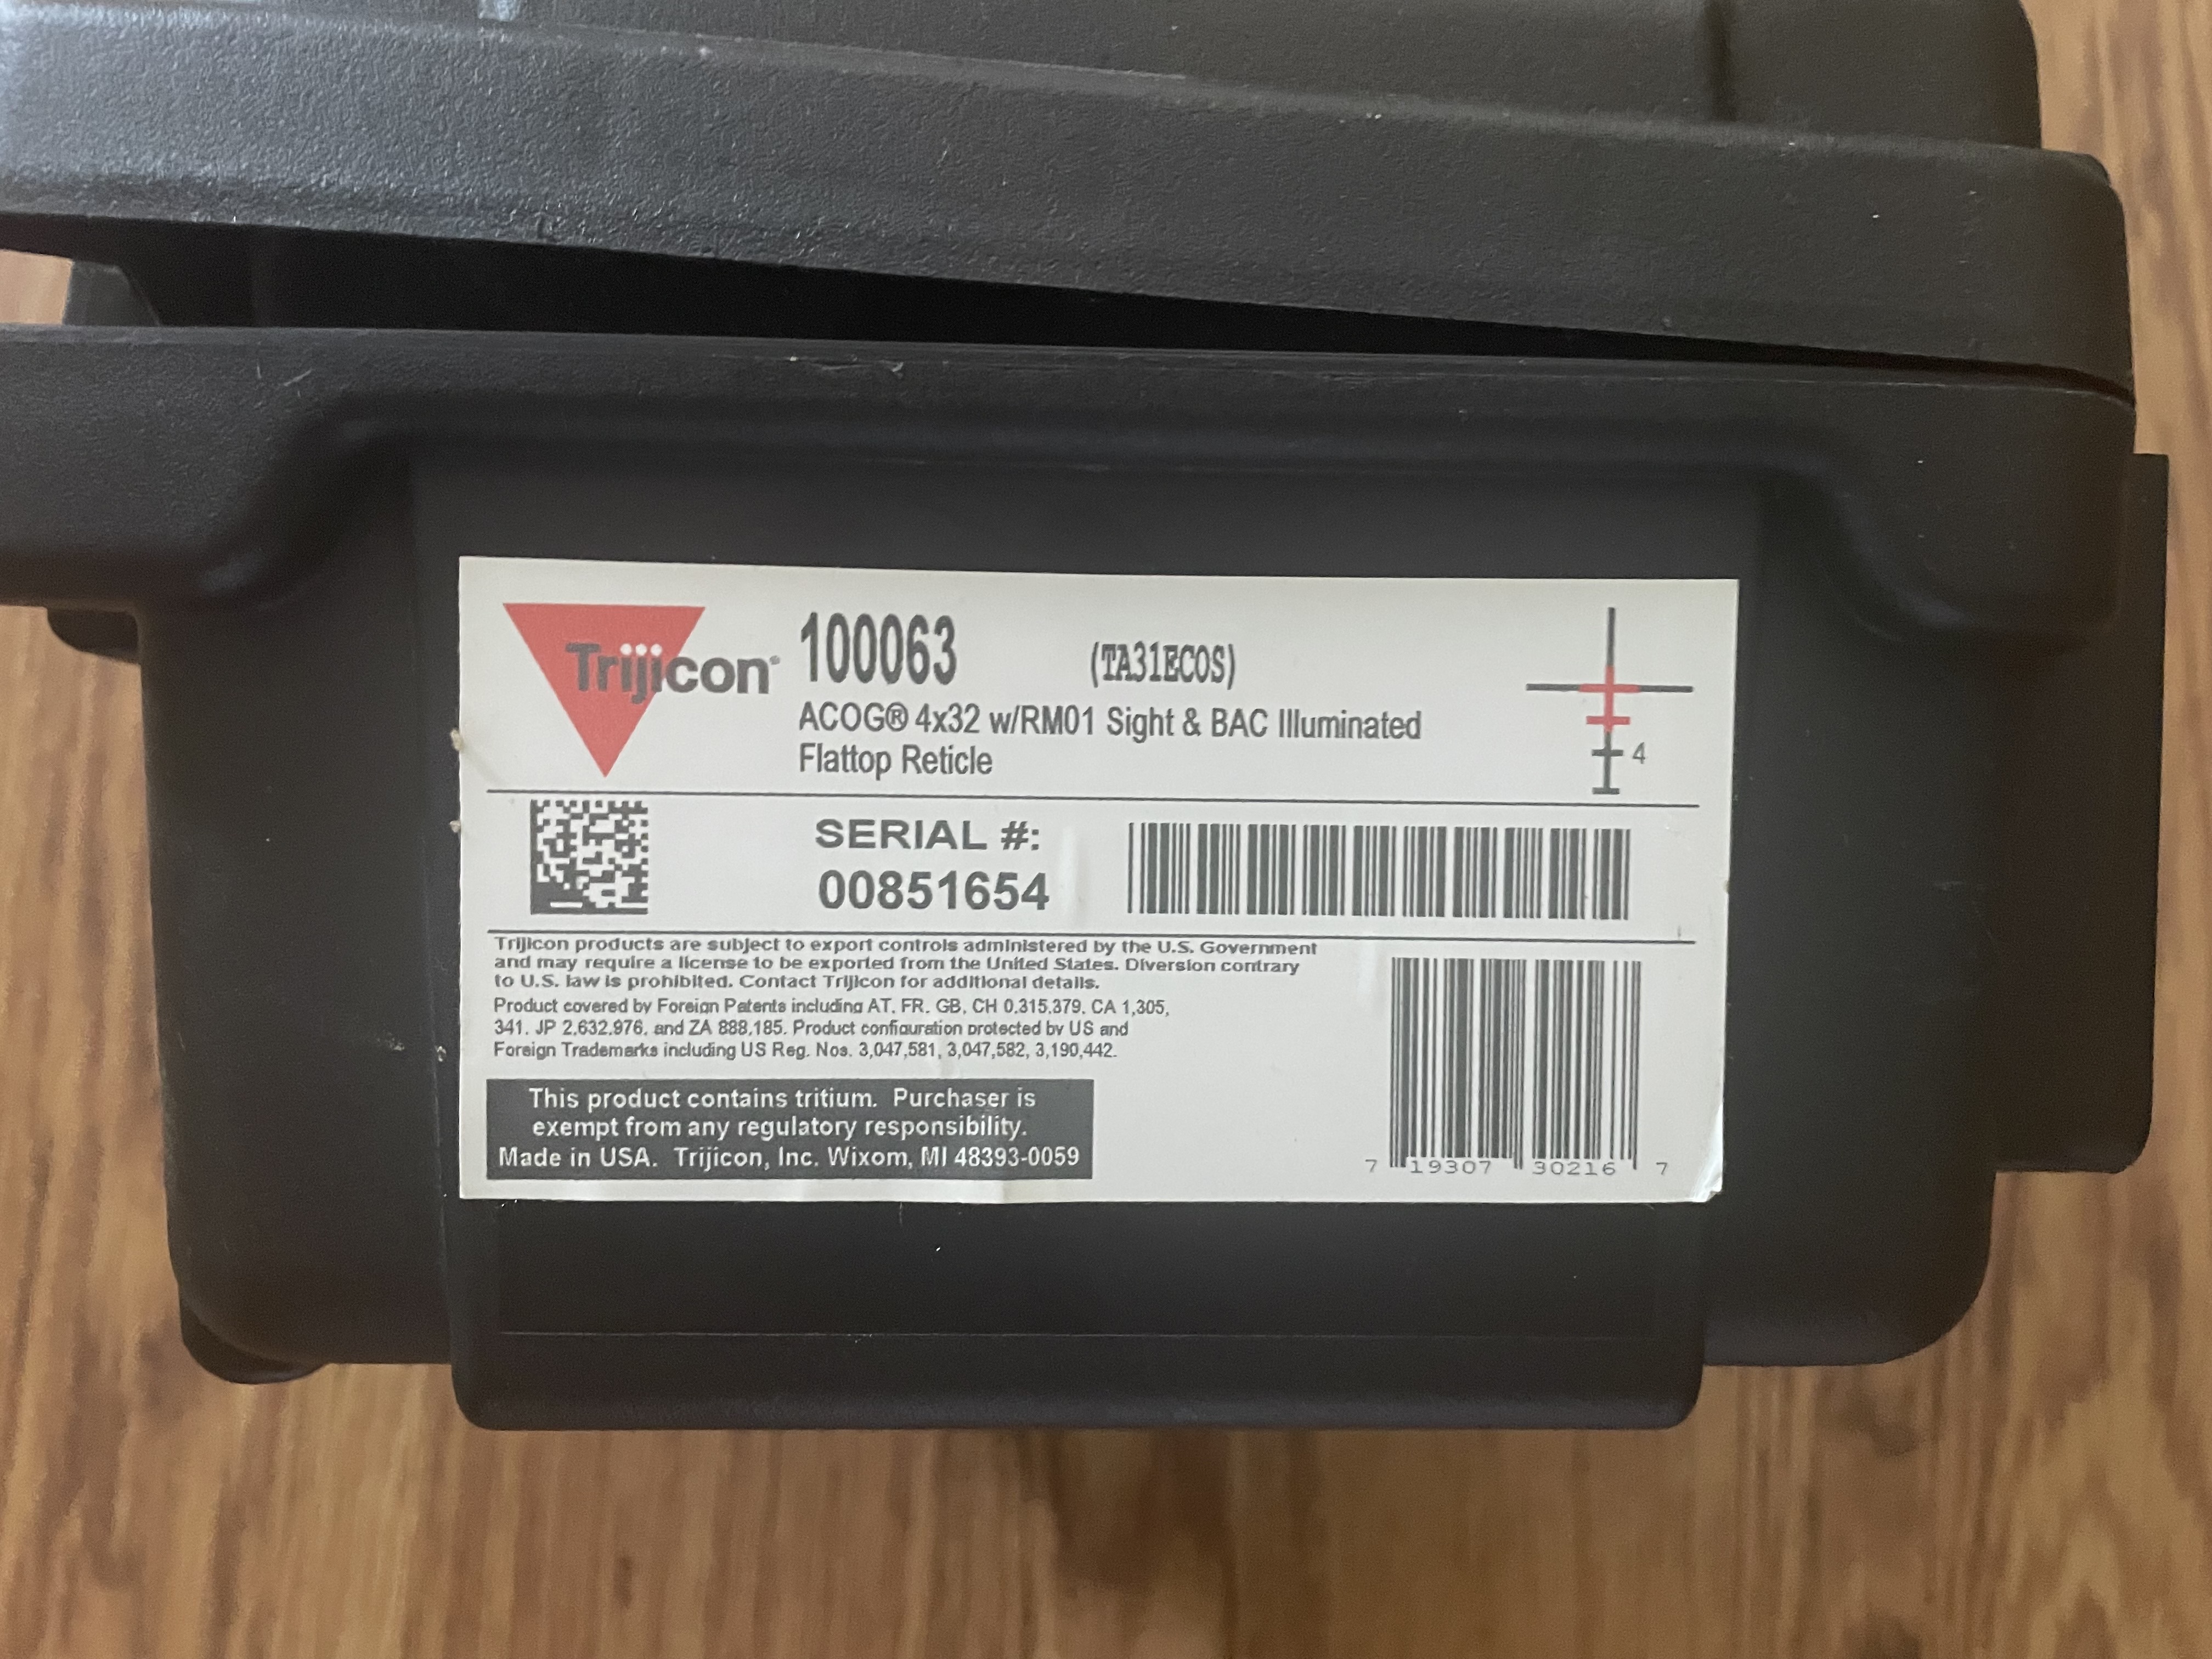 Trijicon®
100063 (TA31ECOS)
ACOG® 4x32 w/RM01 Sight & BAC Illuminated
Flattop Reticle
4
SERIAL #:
00851654
Trijicon products are subject to export controls administered by the U.S. Government
and may require a license to be exported from the United States. Diversion contrary
to U.S. law is prohibited. Contact Trijicon for additional details.
Product covered by Foreign Patents including AT, FR, GB, CH 0,315,379, CA 1,305,
341, JP 2,632,976, and ZA 888,185. Product configuration protected by US and
Foreign Trademarks including US Reg. Nos. 3,047,581, 3,047,582, 3,190,442.
This product contains tritium. Purchaser is
exempt from any regulatory responsibility.
Made in USA. Trijicon, Inc. Wixom, MI 48393-0059
7 19307 30216 7